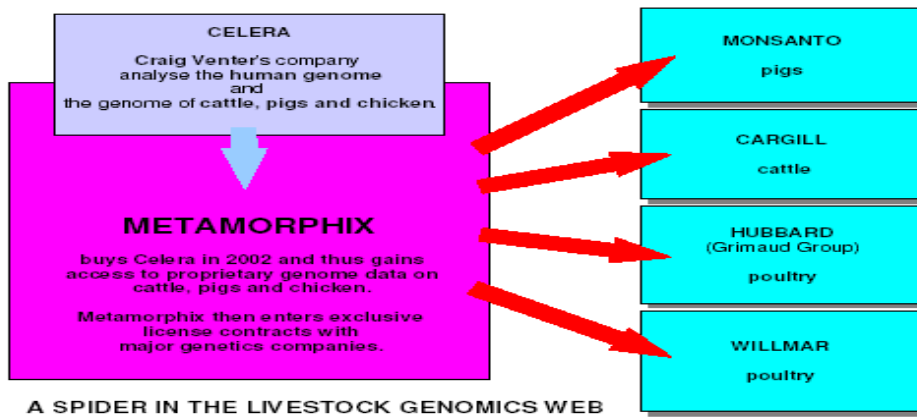 CELERA
Craig Venter's company
analyse the human genome
and
the genome of cattle, pigs and chicken.
METAMORPHIX
buys Celera in 2002 and thus gains
access to proprietary genome data on
cattle, pigs and chicken.
Metamorphix then enters exclusive
license contracts with
major genetics companies.
MONSANTO
pigs
CARGILL
cattle
HUBBARD
(Grimaud Group)
poultry
WILLMAR
poultry
A SPIDER IN THE LIVESTOCK GENOMICS WEB